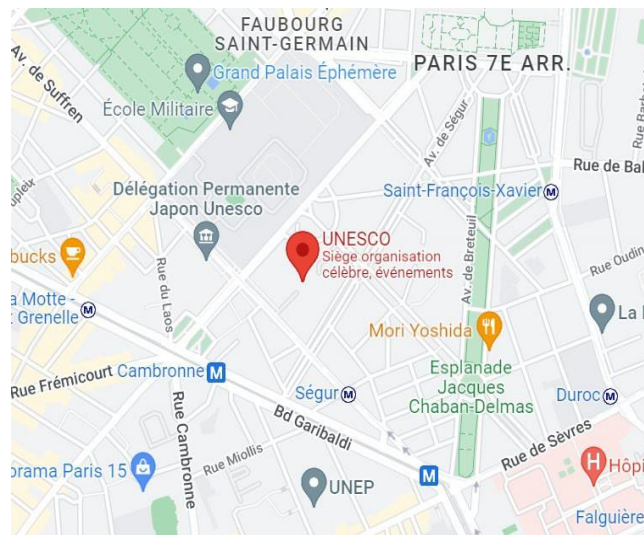 FAUBOURG
SAINT-GERMAIN
Av. de Suffren
Grand Palais Éphémère
PARIS 7E ARR.
École Militaire
Av. de Ségur
Délégation Permanente
Japon Unesco
Saint-François-Xavier
M
UNESCO
Siège organisation
célèbre, événements
Av. de Breteuil
Rue Oudin
Rue du Laos
M
Mori Yoshida
La
Esplanade
Jacques
Chaban-Delmas
Rue Frémicourt
Cambronne
M
Ségur
M
Duroc
M
Bd Garibaldi
Rue Cambronne
Rue Miollis
Rue de Sèvres
orama Paris 15
UNEP
M
H
Hôpi
Falguière
Rue de Bal
bucks
a Motte -
Grenelle
upleix